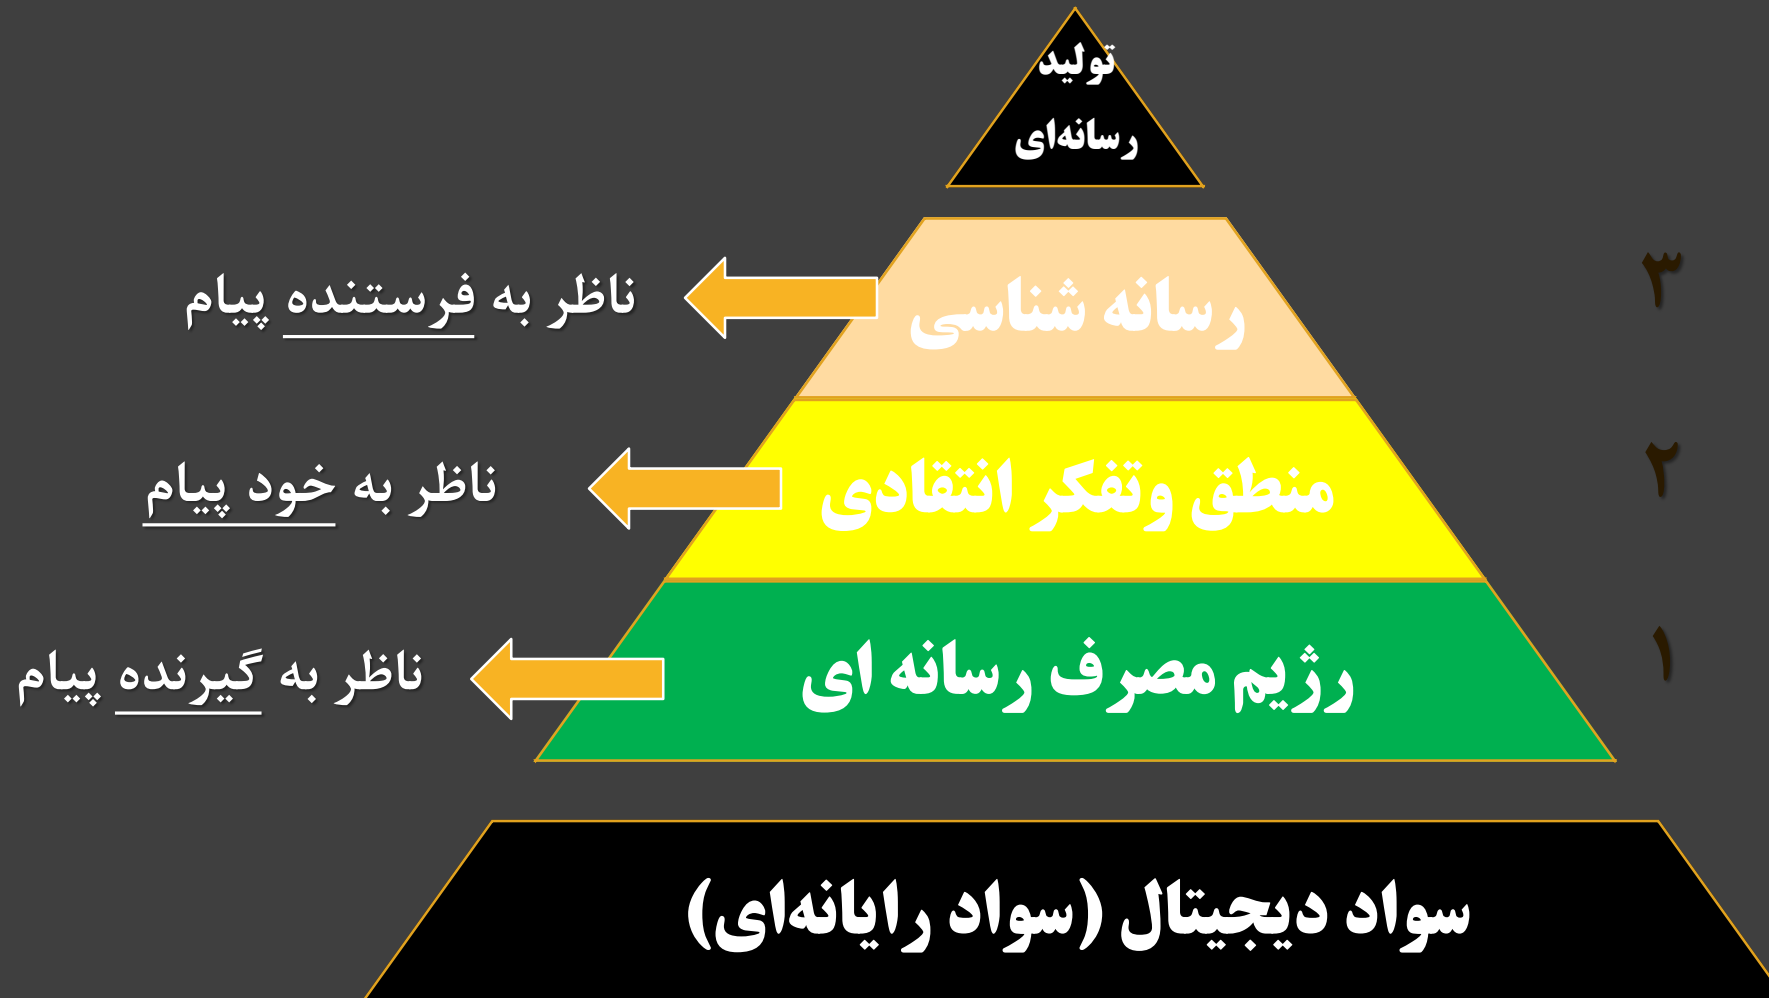 تولید
رسانه‌ای
۳
رسانه شناسی
ناظر به فرستنده پیام
۲
منطق وتفکر انتقادی
ناظر به خود پیام
۱
رژیم مصرف رسانه ای
ناظر به گیرنده پیام
سواد دیجیتال (سواد رایانه‌ای)